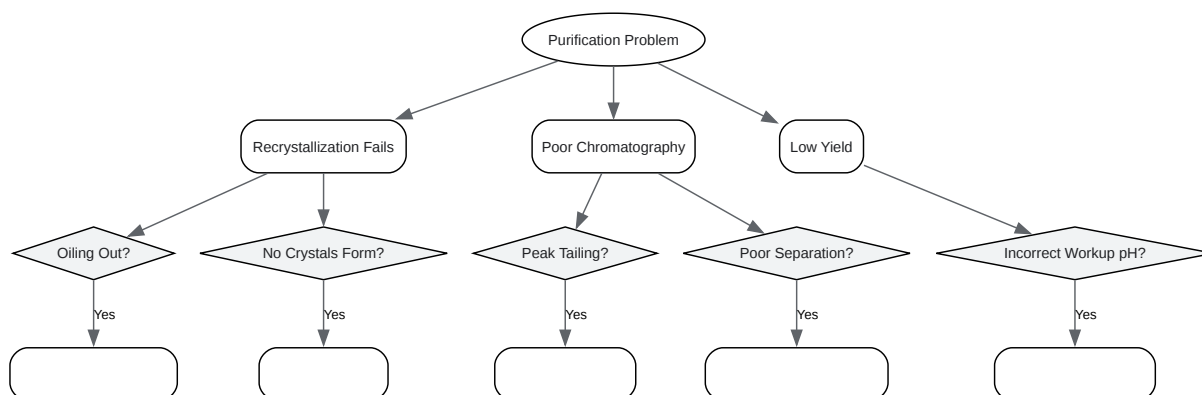 Purification Problem
Recrystallization Fails
Poor Chromatography
Low Yield
Oiling Out?
No Crystals Form?
Peak Tailing?
Poor Separation?
Incorrect Workup pH?
Yes
Yes
Yes
Yes
Yes